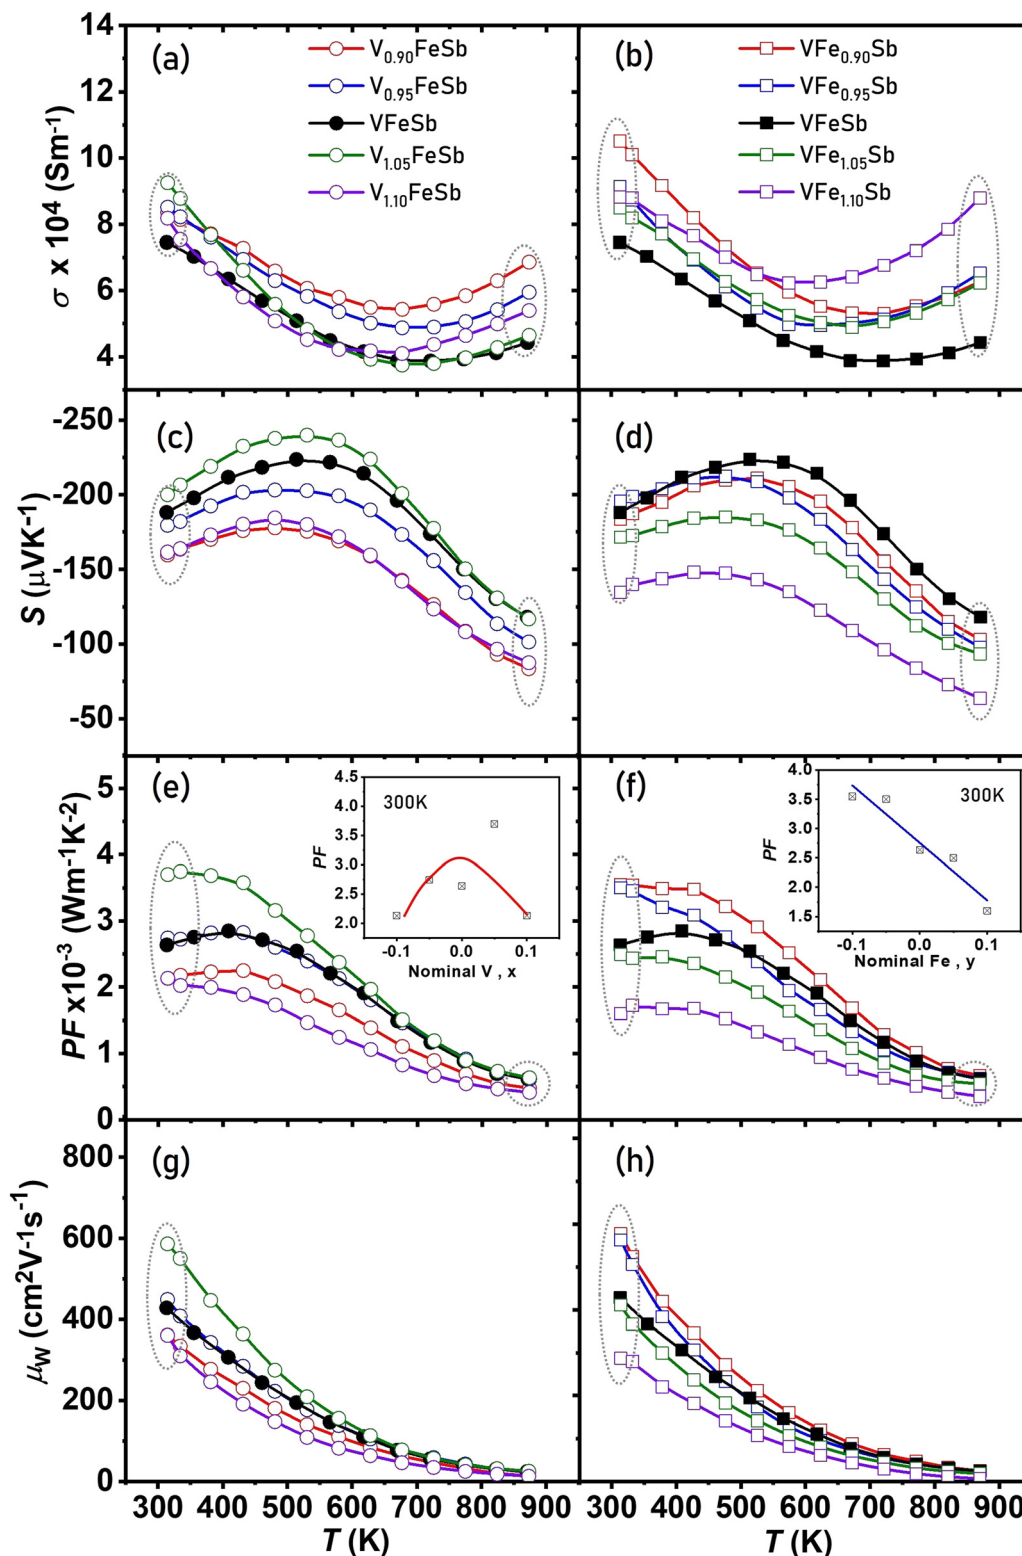 (a)
V0.90FeSb
V0.95FeSb
VFeSb
V1.05FeSb
V1.10FeSb
14
12
10
8
6
4
σ x 10⁴ (Sm⁻¹)
(b)
VFe0.90Sb
VFe0.95Sb
VFeSb
VFe1.05Sb
VFe1.10Sb
(c)
-250
-200
-150
-100
-50
S (μVK⁻¹)
(d)
(e)
5
4
3
2
1
0
PF x10⁻³ (Wm⁻¹K⁻²)
300K
4.5
4.0
3.5
3.0
2.5
2.0
PF
-0.1 0.0 0.1
Nominal V , x
(f)
300K
4.0
3.5
3.0
2.5
2.0
1.5
PF
-0.1 0.0 0.1
Nominal Fe , y
(g)
800
600
400
200
0
μW (cm²V⁻¹s⁻¹)
(h)
300 400 500 600 700 800 900
T (K)
300 400 500 600 700 800 900
T (K)